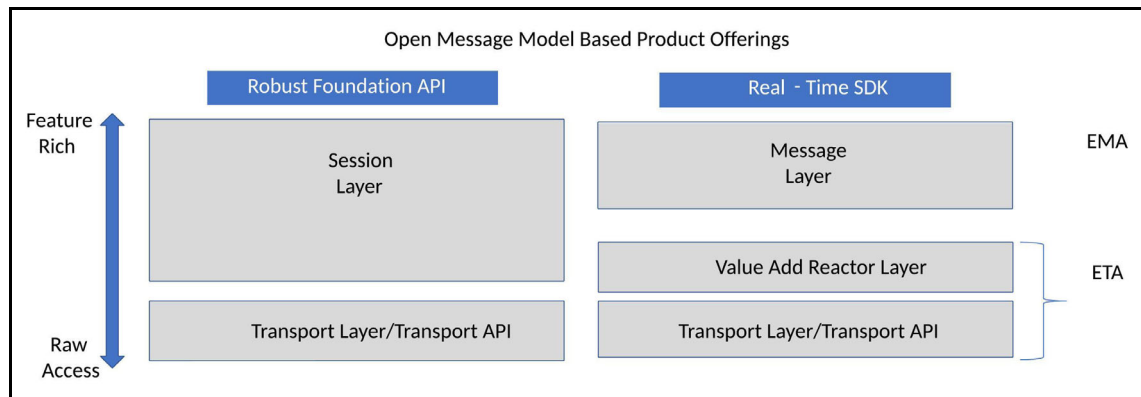 Open Message Model Based Product Offerings
Robust Foundation API
Real - Time SDK
Feature
Rich
Session
Layer
Message
Layer
EMA
Value Add Reactor Layer
ETA
Transport Layer/Transport API
Transport Layer/Transport API
Raw
Access